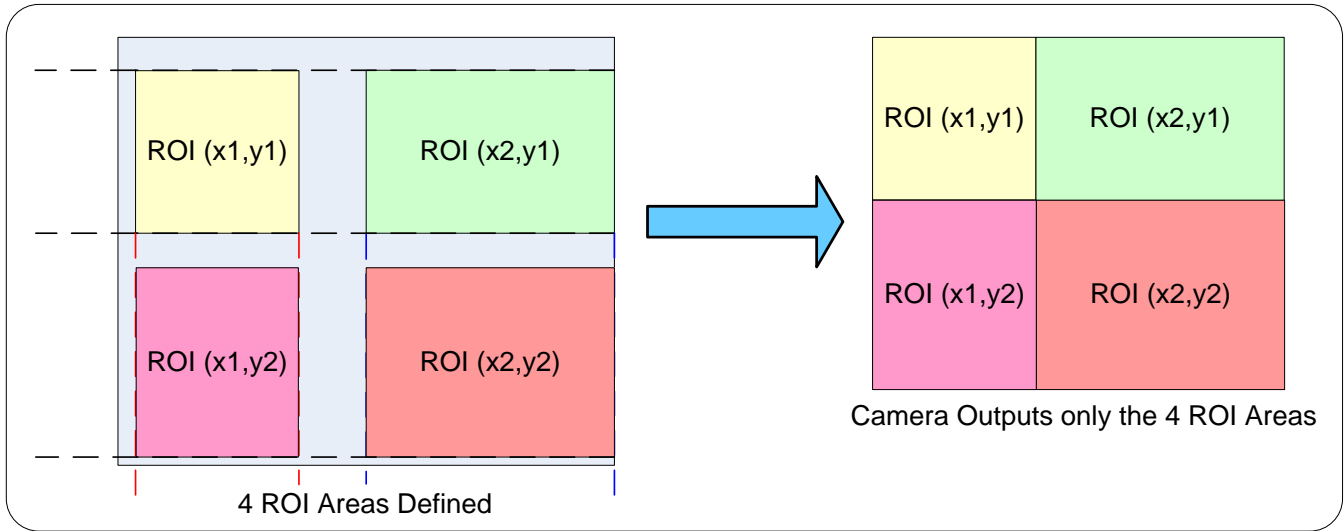 ROI (x1,y1)
ROI (x2,y1)
ROI (x1,y2)
ROI (x2,y2)
4 ROI Areas Defined
ROI (x1,y1)
ROI (x2,y1)
ROI (x1,y2)
ROI (x2,y2)
Camera Outputs only the 4 ROI Areas